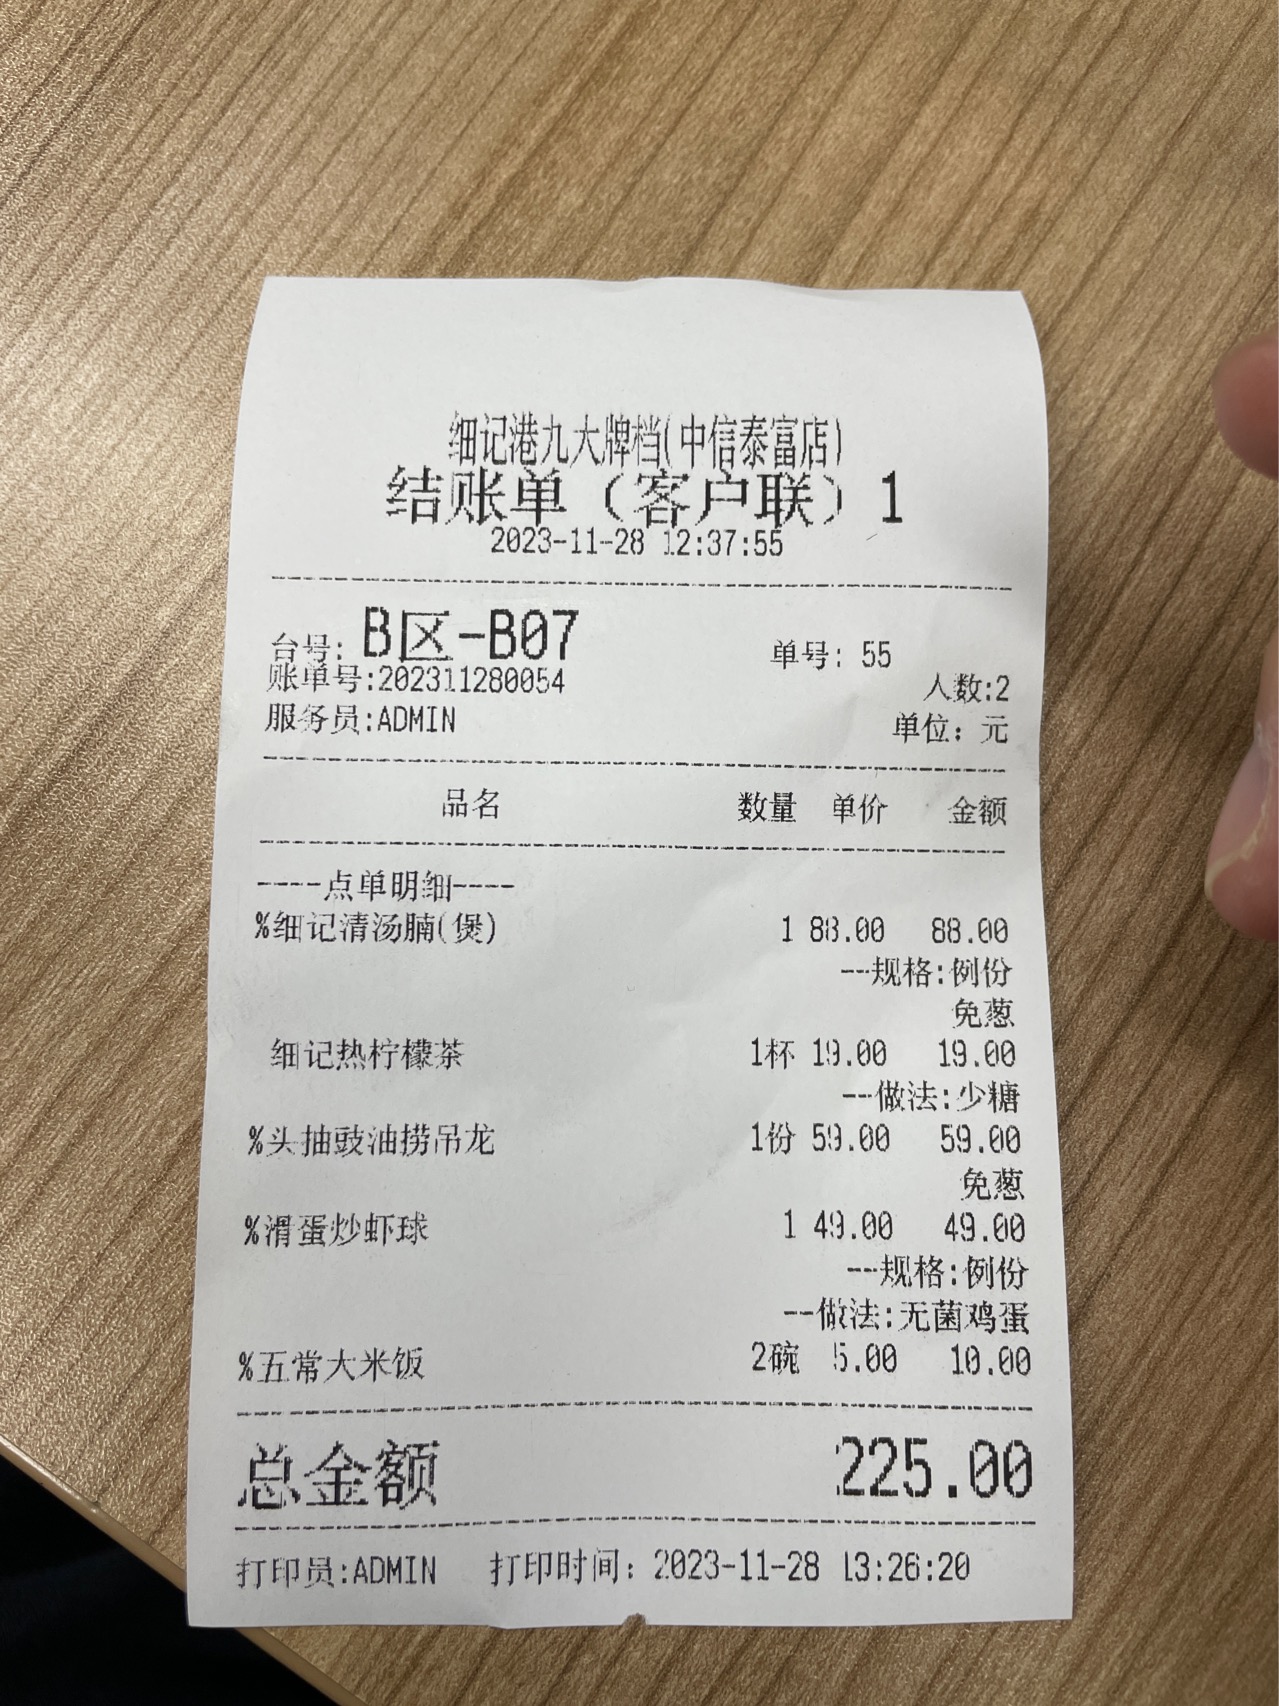 细记港九大牌档(中信泰富店)
结账单（客户联）1
2023-11-28 12:37:55
台号: B区-B07 单号: 55
账单号:202311280054 人数:2
服务员:ADMIN 单位: 元
品名 数量 单价 金额
----点单明细----
%细记清汤腩(煲) 1 88.00 88.00
--规格:例份
免葱
细记热柠檬茶 1杯 19.00 19.00
--做法:少糖
%头抽豉油捞吊龙 1份 59.00 59.00
免葱
%滑蛋炒虾球 1 49.00 49.00
--规格:例份
--做法:无菌鸡蛋
%五常大米饭 2碗 5.00 10.00
总金额 225.00
打印员:ADMIN 打印时间: 2023-11-28 13:26:20